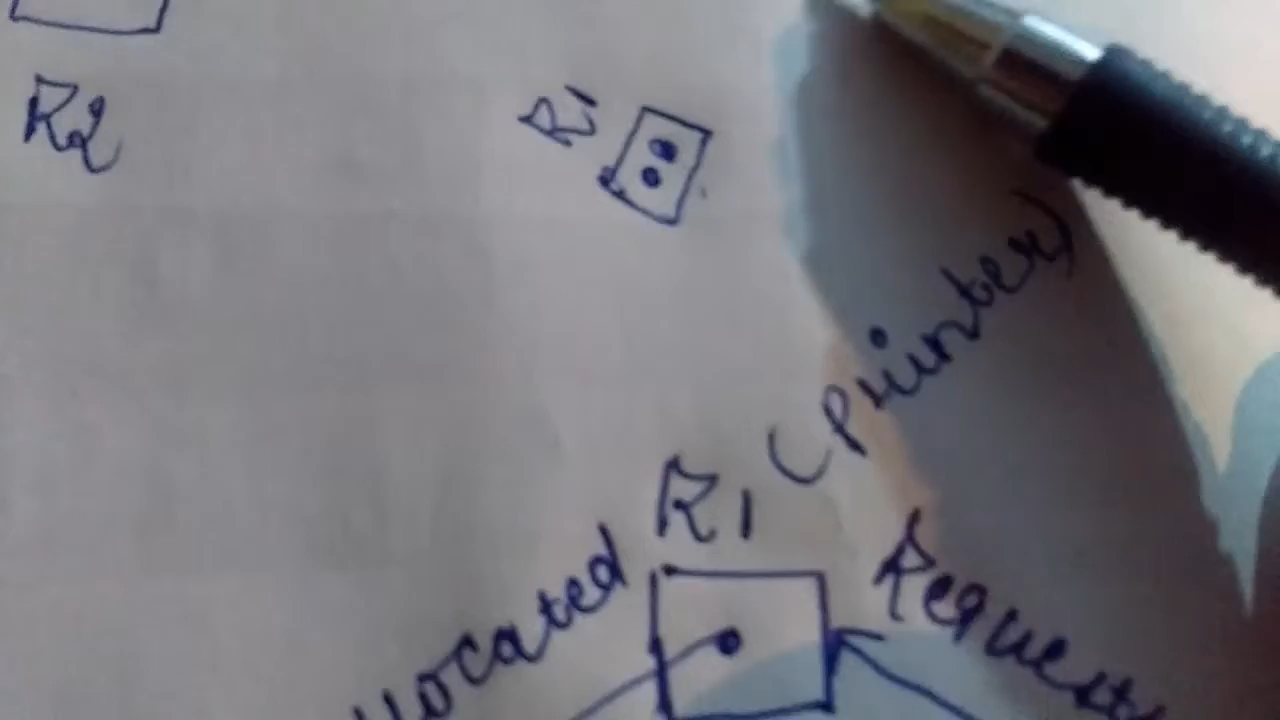 R2
R1
R1 (printer)
llocated
Request